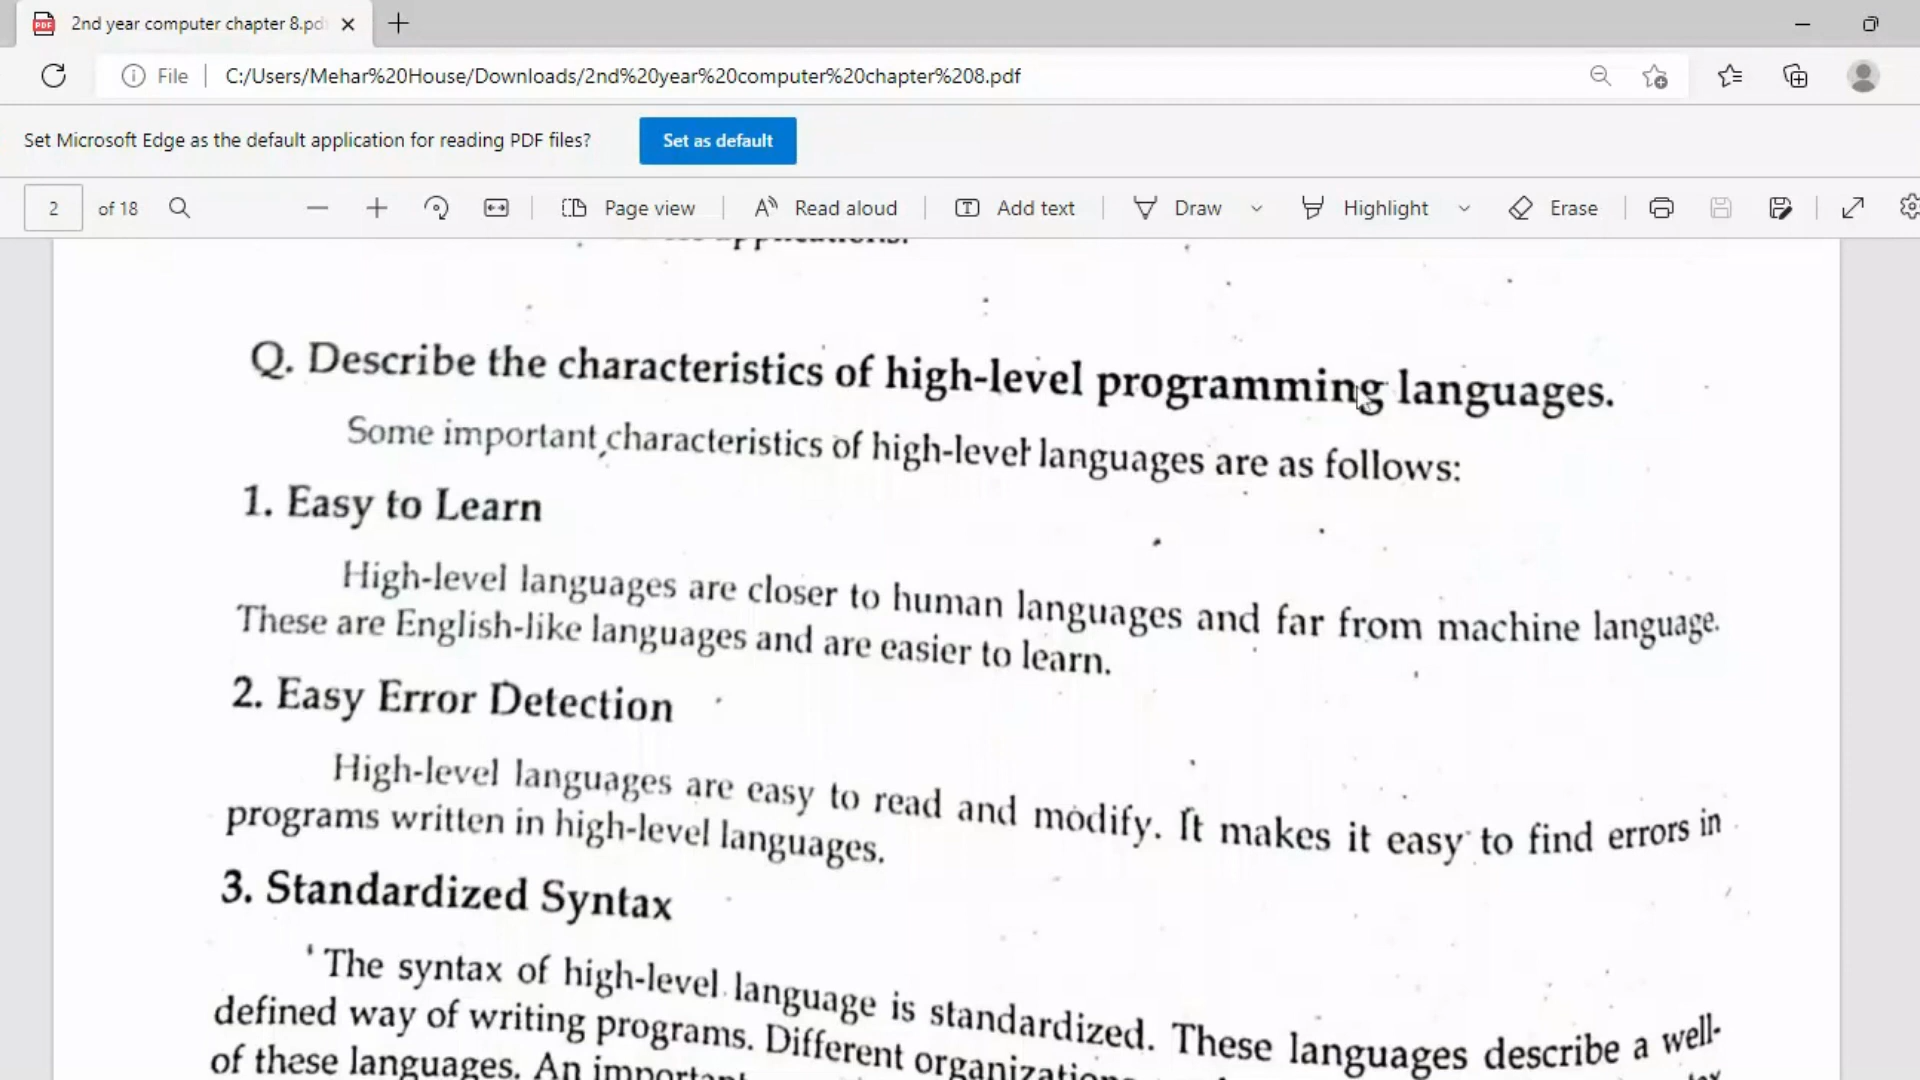 2nd year computer chapter 8.pd
File
C:/Users/Mehar%20House/Downloads/2nd%20year%20computer%20chapter%208.pdf
Set Microsoft Edge as the default application for reading PDF files?
Set as default
2 of 18
Page view
Read aloud
Add text
Draw
Highlight
Erase
applications.
Q. Describe the characteristics of high-level programming languages.
Some important characteristics of high-level languages are as follows:
1. Easy to Learn
High-level languages are closer to human languages and far from machine language.
These are English-like languages and are easier to learn.
2. Easy Error Detection
High-level languages are easy to read and modify. It makes it easy to find errors in
programs written in high-level languages.
3. Standardized Syntax
The syntax of high-level language is standardized. These languages describe a well-
defined way of writing programs. Different organizations
of these languages. An important